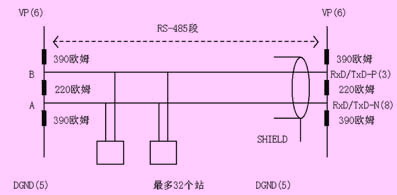 VP(6) VP(6)
RS-485段
390欧姆 390欧姆
B RxD/TxD-P(3)
220欧姆 220欧姆
A RxD/TxD-N(8)
390欧姆 390欧姆
SHIELD
DGND(5) 最多32个站 DGND(5)